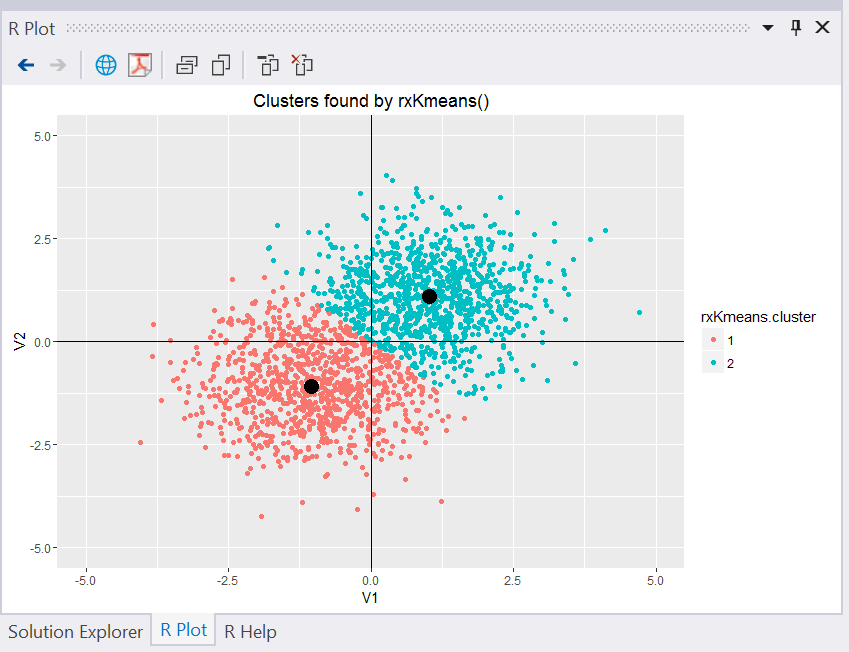 R Plot
Clusters found by rxKmeans()
5.0
2.5
0.0
-2.5
-5.0
V2
-5.0 -2.5 0.0 2.5 5.0
V1
rxKmeans.cluster
1
2
Solution Explorer R Plot R Help